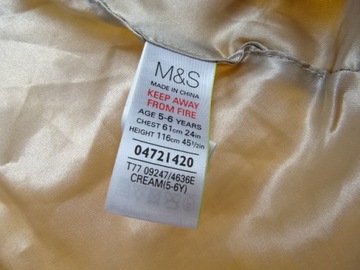 M&S
MADE IN CHINA
KEEP AWAY
FROM FIRE
AGE 5-6 YEARS
CHEST 61cm 24in
HEIGHT 116cm 45½in
04721420
T77 09247/4636E
CREAM(5-6Y)